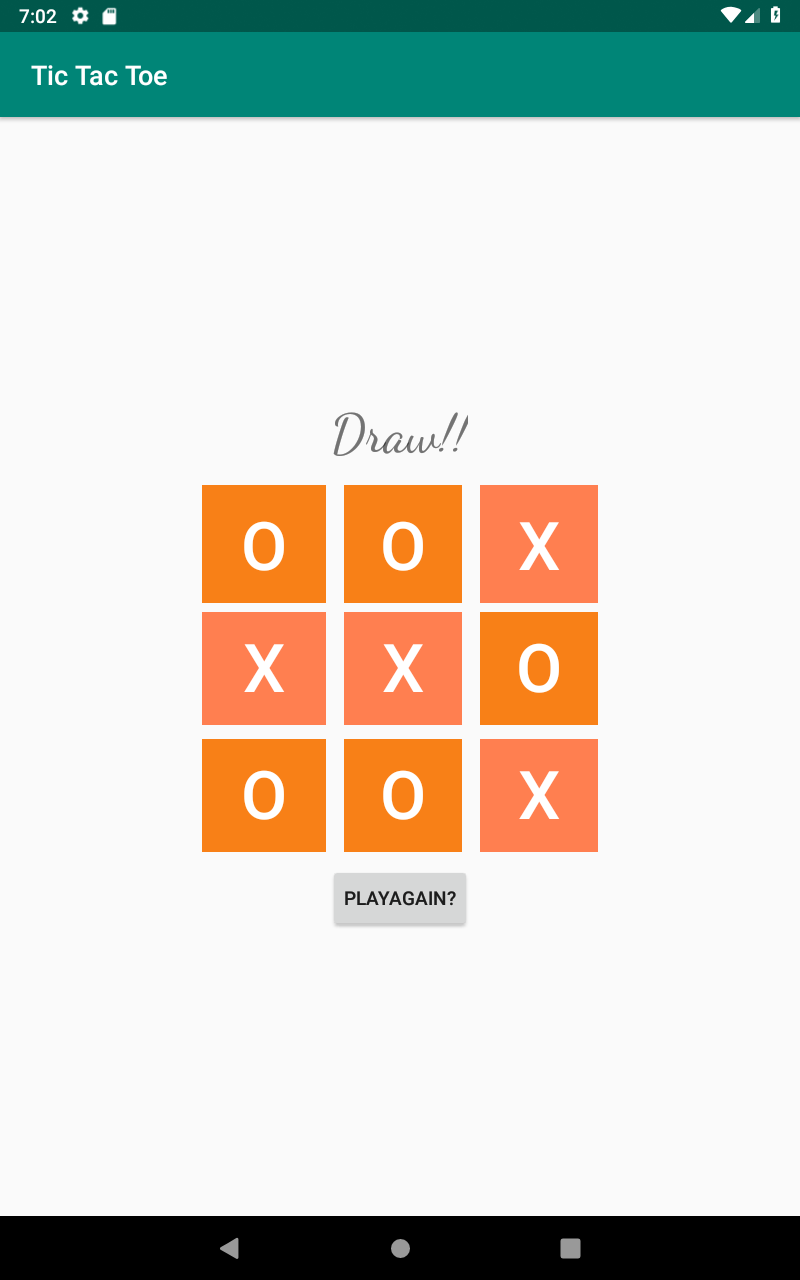 7:02
Tic Tac Toe
Draw!!
O O X
X X O
O O X
PLAYAGAIN?